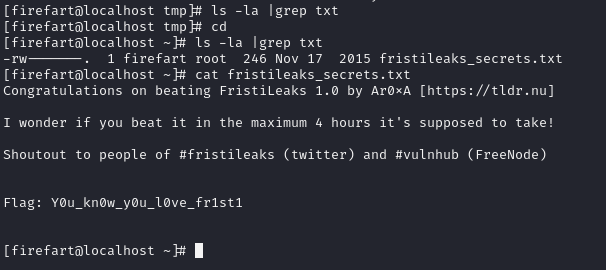 [firefart@localhost tmp]# ls -la |grep txt
[firefart@localhost tmp]# cd
[firefart@localhost ~]# ls -la |grep txt
-rw-------.  1 firefart root  246 Nov 17  2015 fristileaks_secrets.txt
[firefart@localhost ~]# cat fristileaks_secrets.txt
Congratulations on beating FristiLeaks 1.0 by Ar0xA [https://tldr.nu]
I wonder if you beat it in the maximum 4 hours it's supposed to take!
Shoutout to people of #fristileaks (twitter) and #vulnhub (FreeNode)
Flag: Y0u_kn0w_y0u_l0ve_fr1st1
[firefart@localhost ~]#